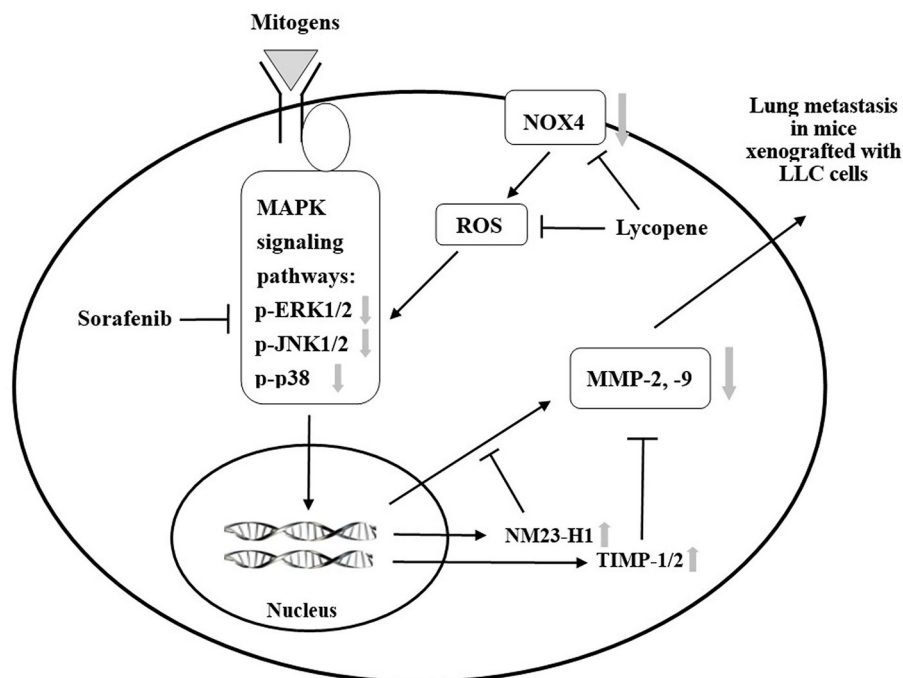 Mitogens
NOX4
Lung metastasis
in mice
xenografted with
LLC cells
MAPK
signaling
pathways:
p-ERK1/2
p-JNK1/2
p-p38
ROS
Lycopene
Sorafenib
MMP-2, -9
NM23-H1
TIMP-1/2
Nucleus